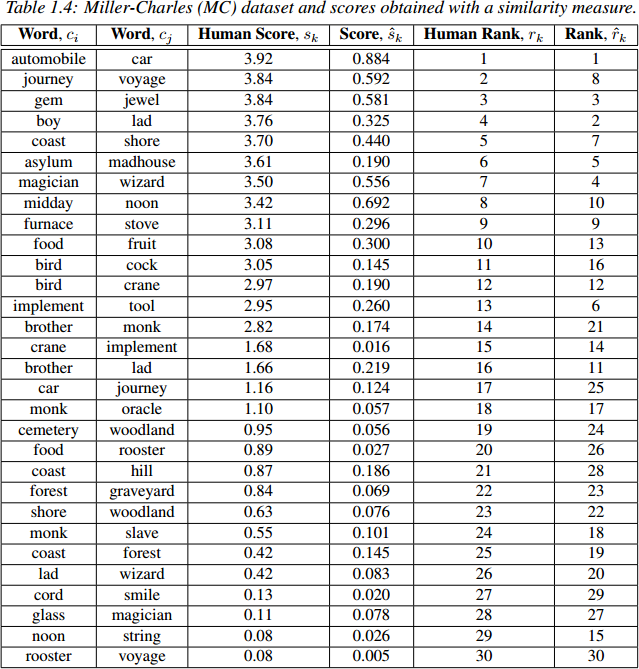 Table 1.4: Miller-Charles (MC) dataset and scores obtained with a similarity measure.
Word, c_i Word, c_j Human Score, s_k Score, ŝ_k Human Rank, r_k Rank, r̂_k
automobile car 3.92 0.884 1 1
journey voyage 3.84 0.592 2 8
gem jewel 3.84 0.581 3 3
boy lad 3.76 0.325 4 2
coast shore 3.70 0.440 5 7
asylum madhouse 3.61 0.190 6 5
magician wizard 3.50 0.556 7 4
midday noon 3.42 0.692 8 10
furnace stove 3.11 0.296 9 9
food fruit 3.08 0.300 10 13
bird cock 3.05 0.145 11 16
bird crane 2.97 0.190 12 12
implement tool 2.95 0.260 13 6
brother monk 2.82 0.174 14 21
crane implement 1.68 0.016 15 14
brother lad 1.66 0.219 16 11
car journey 1.16 0.124 17 25
monk oracle 1.10 0.057 18 17
cemetery woodland 0.95 0.056 19 24
food rooster 0.89 0.027 20 26
coast hill 0.87 0.186 21 28
forest graveyard 0.84 0.069 22 23
shore woodland 0.63 0.076 23 22
monk slave 0.55 0.101 24 18
coast forest 0.42 0.145 25 19
lad wizard 0.42 0.083 26 20
cord smile 0.13 0.020 27 29
glass magician 0.11 0.078 28 27
noon string 0.08 0.026 29 15
rooster voyage 0.08 0.005 30 30